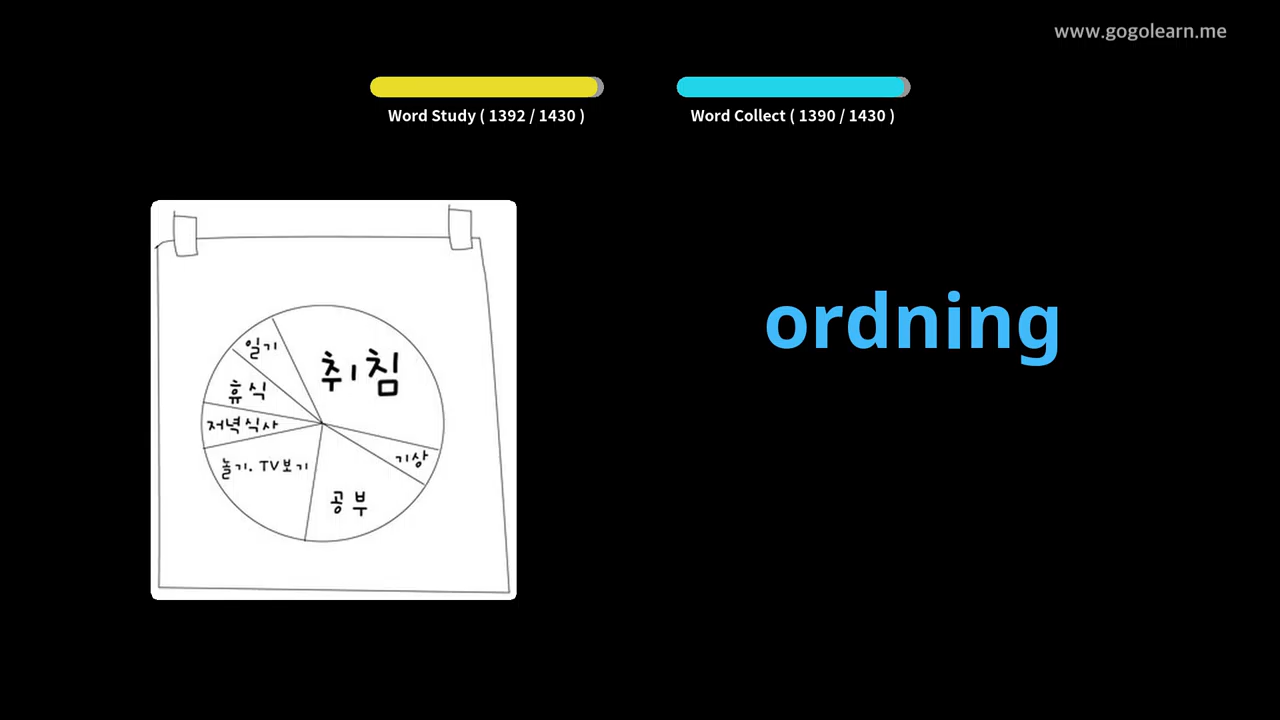 www.gogolearn.me
Word Study ( 1392 / 1430 )
Word Collect ( 1390 / 1430 )
ordning
일기
취침
휴식
저녁식사
기상
놀기. TV보기
공부